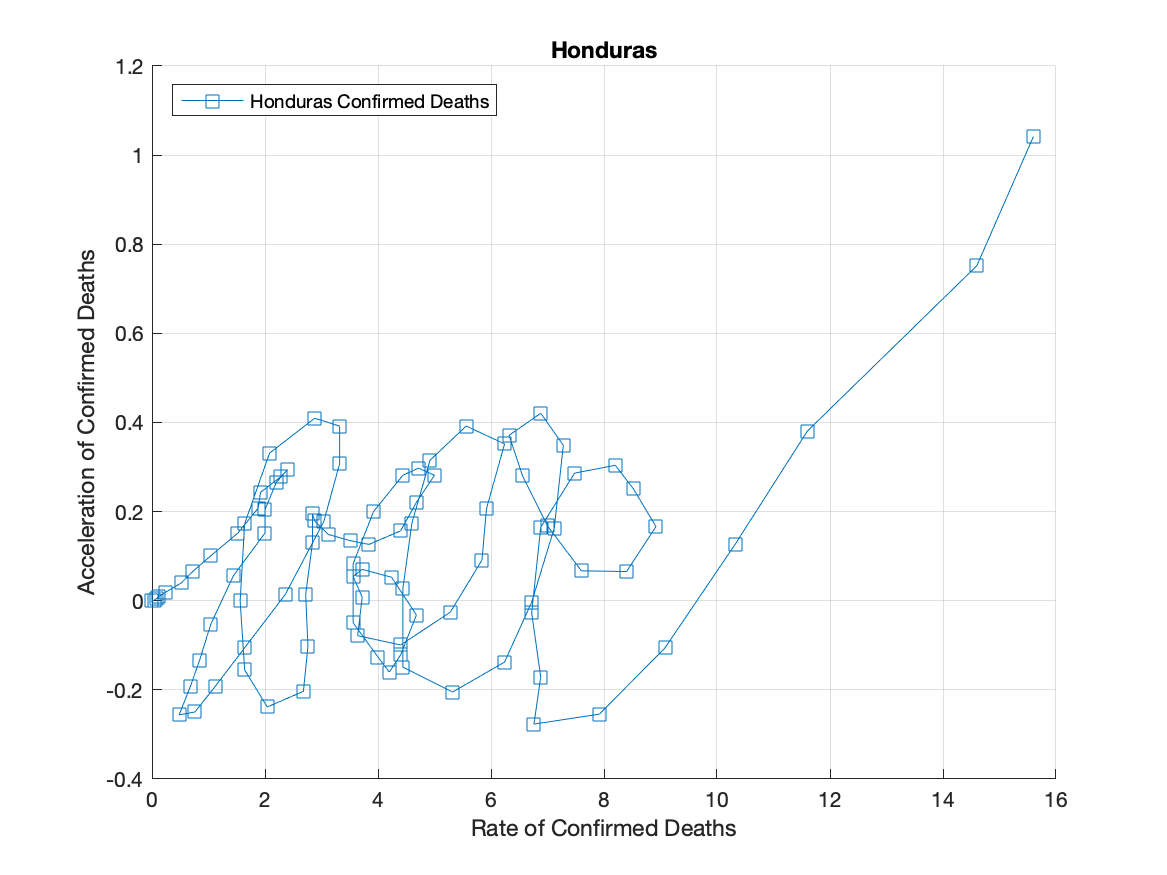 Honduras
1.2
Honduras Confirmed Deaths
1
0.8
0.6
0.4
0.2
0
-0.2
-0.4
Acceleration of Confirmed Deaths
0 2 4 6 8 10 12 14 16
Rate of Confirmed Deaths